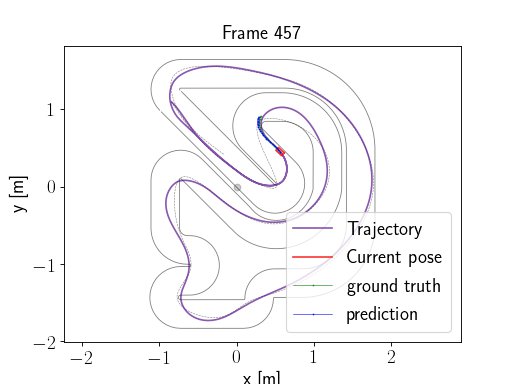 Frame 457
y [m]
1
0
−1
−2
−2
−1
0
1
2
x [m]
Trajectory
Current pose
ground truth
prediction